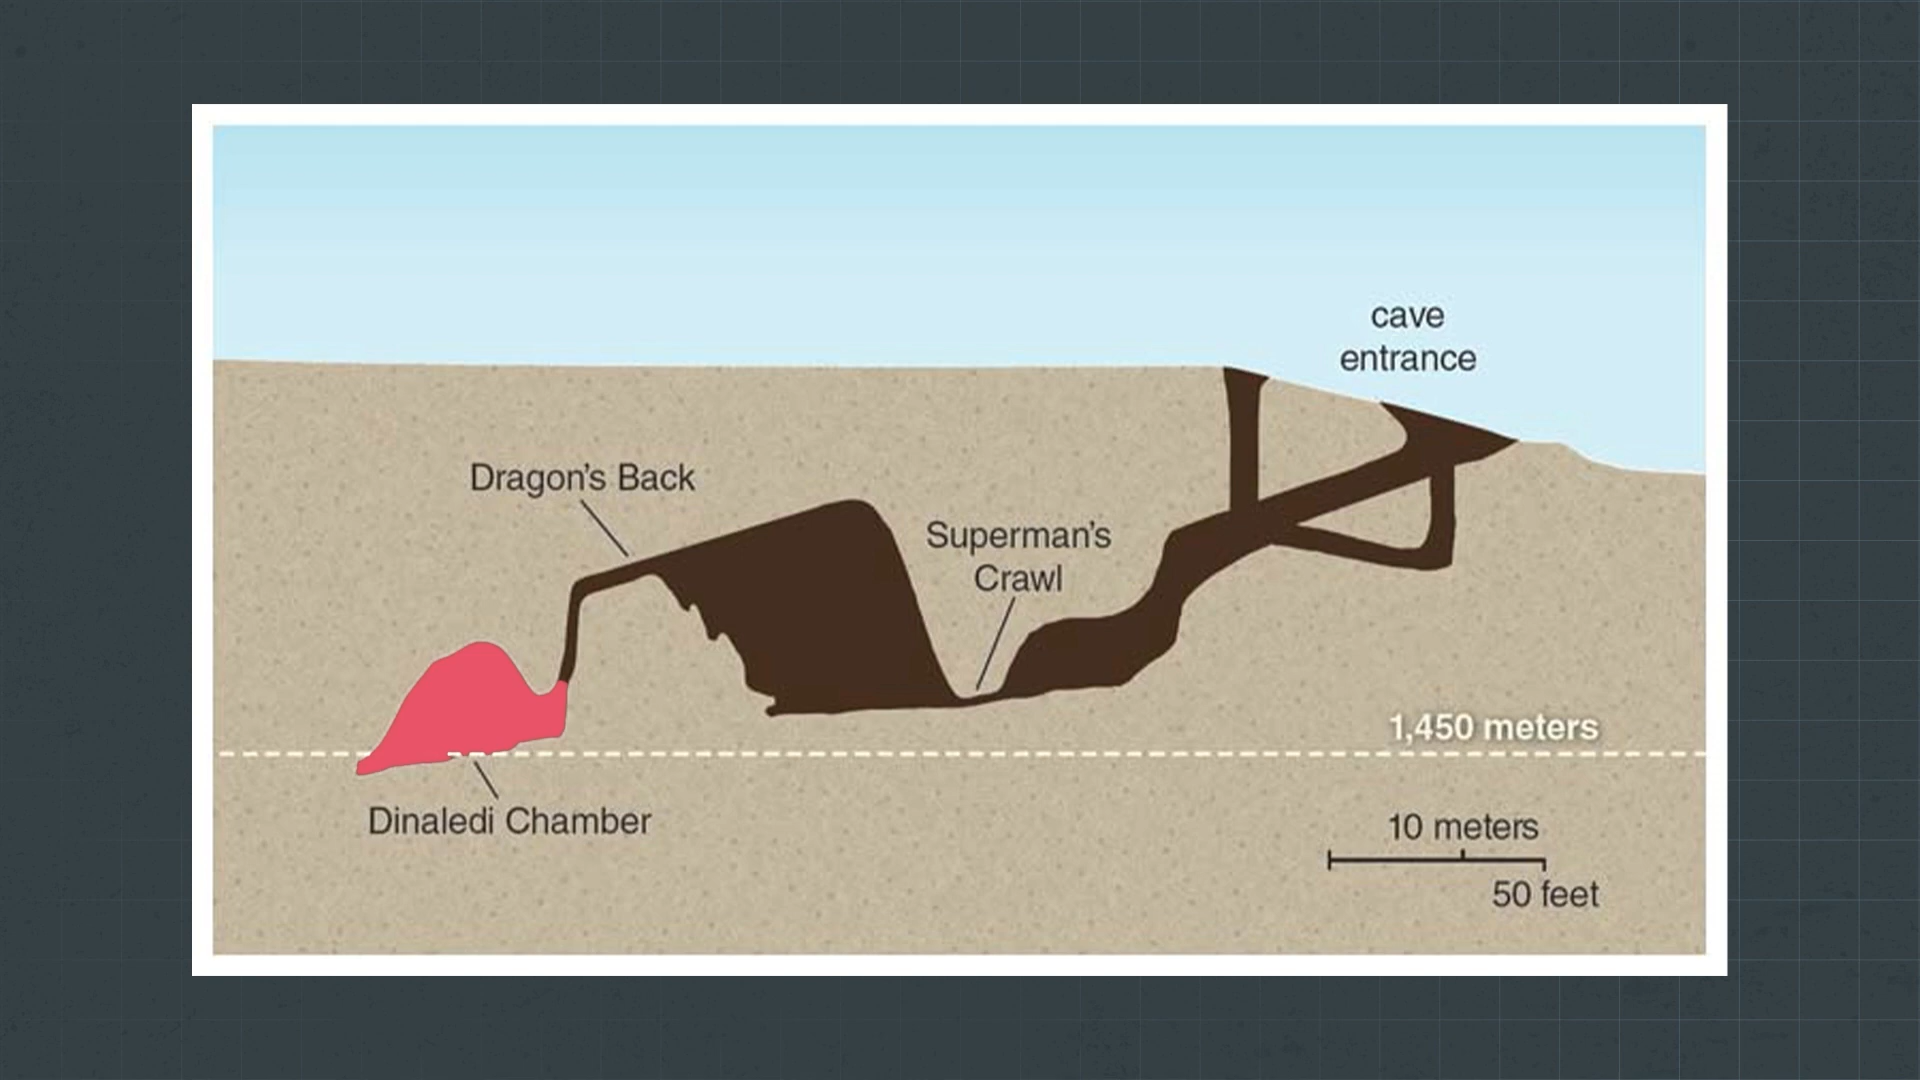 cave
entrance
Dragon's Back
Superman's
Crawl
1,450 meters
Dinaledi Chamber
10 meters
50 feet